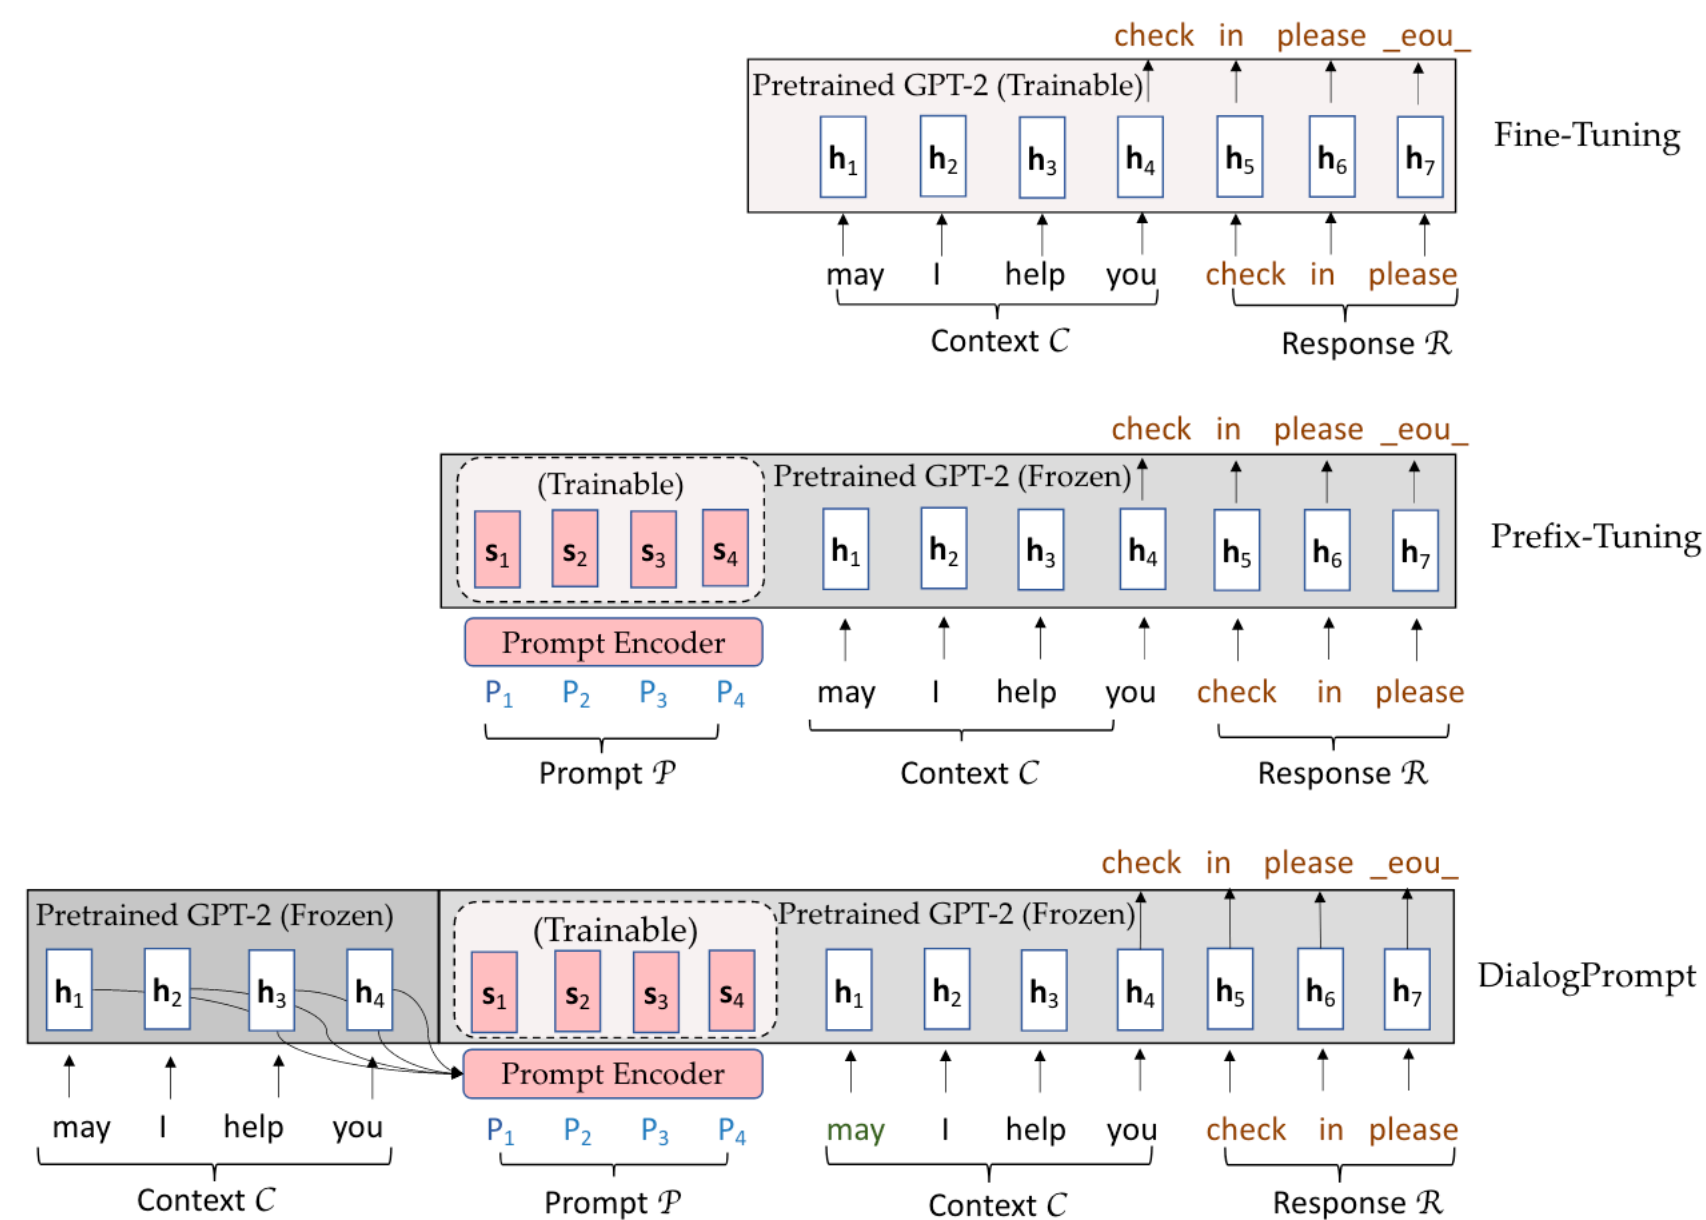 check in please _eou_
Pretrained GPT-2 (Trainable)
h1 h2 h3 h4 h5 h6 h7
Fine-Tuning
may I help you check in please
Context C Response R
check in please _eou_
(Trainable) Pretrained GPT-2 (Frozen)
s1 s2 s3 s4 h1 h2 h3 h4 h5 h6 h7
Prefix-Tuning
Prompt Encoder
P1 P2 P3 P4 may I help you check in please
Prompt P Context C Response R
check in please _eou_
Pretrained GPT-2 (Frozen) (Trainable) Pretrained GPT-2 (Frozen)
h1 h2 h3 h4 s1 s2 s3 s4 h1 h2 h3 h4 h5 h6 h7
DialogPrompt
Prompt Encoder
may I help you P1 P2 P3 P4 may I help you check in please
Context C Prompt P Context C Response R